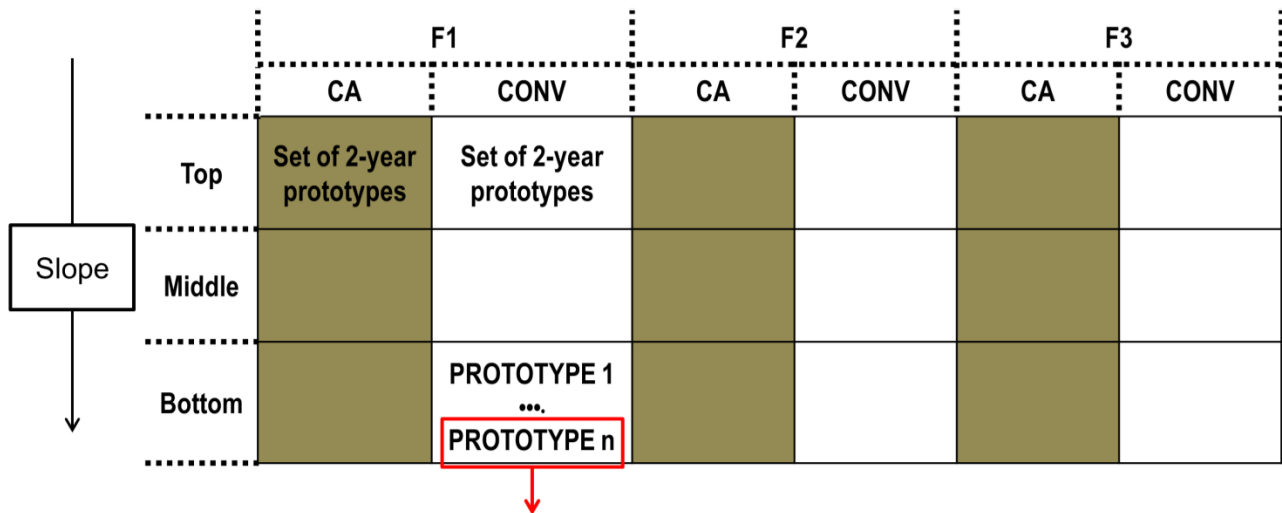 F1 F2 F3
CA CONV CA CONV CA CONV
Top
Set of 2-year
prototypes
Set of 2-year
prototypes
Slope
Middle
Bottom
PROTOTYPE 1
....
PROTOTYPE n